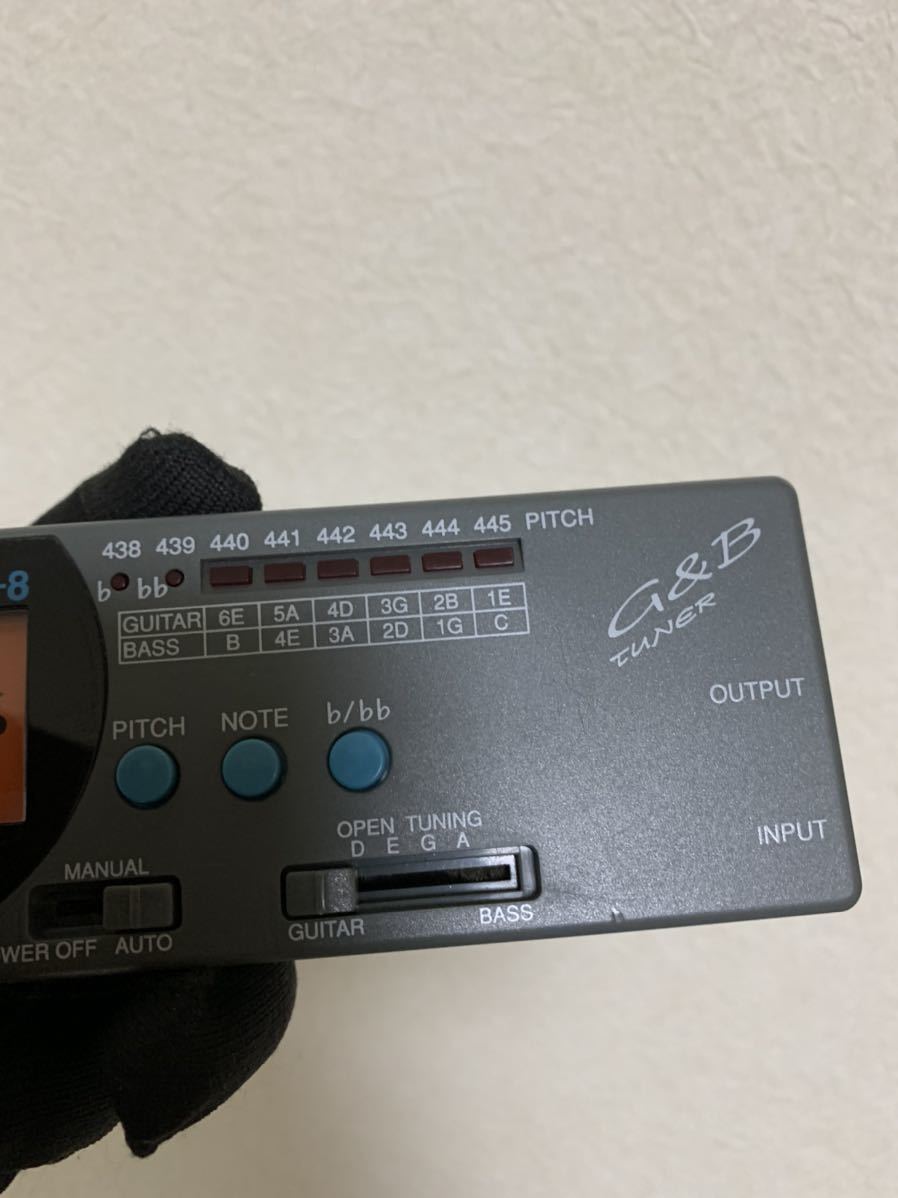 438 439 440 441 442 443 444 445 PITCH
b bb
GUITAR 6E 5A 4D 3G 2B 1E
BASS B 4E 3A 2D 1G C
-8
G&B
TUNER
OUTPUT
INPUT
PITCH NOTE b/bb
OPEN TUNING
D E G A
MANUAL
WER OFF AUTO
GUITAR BASS